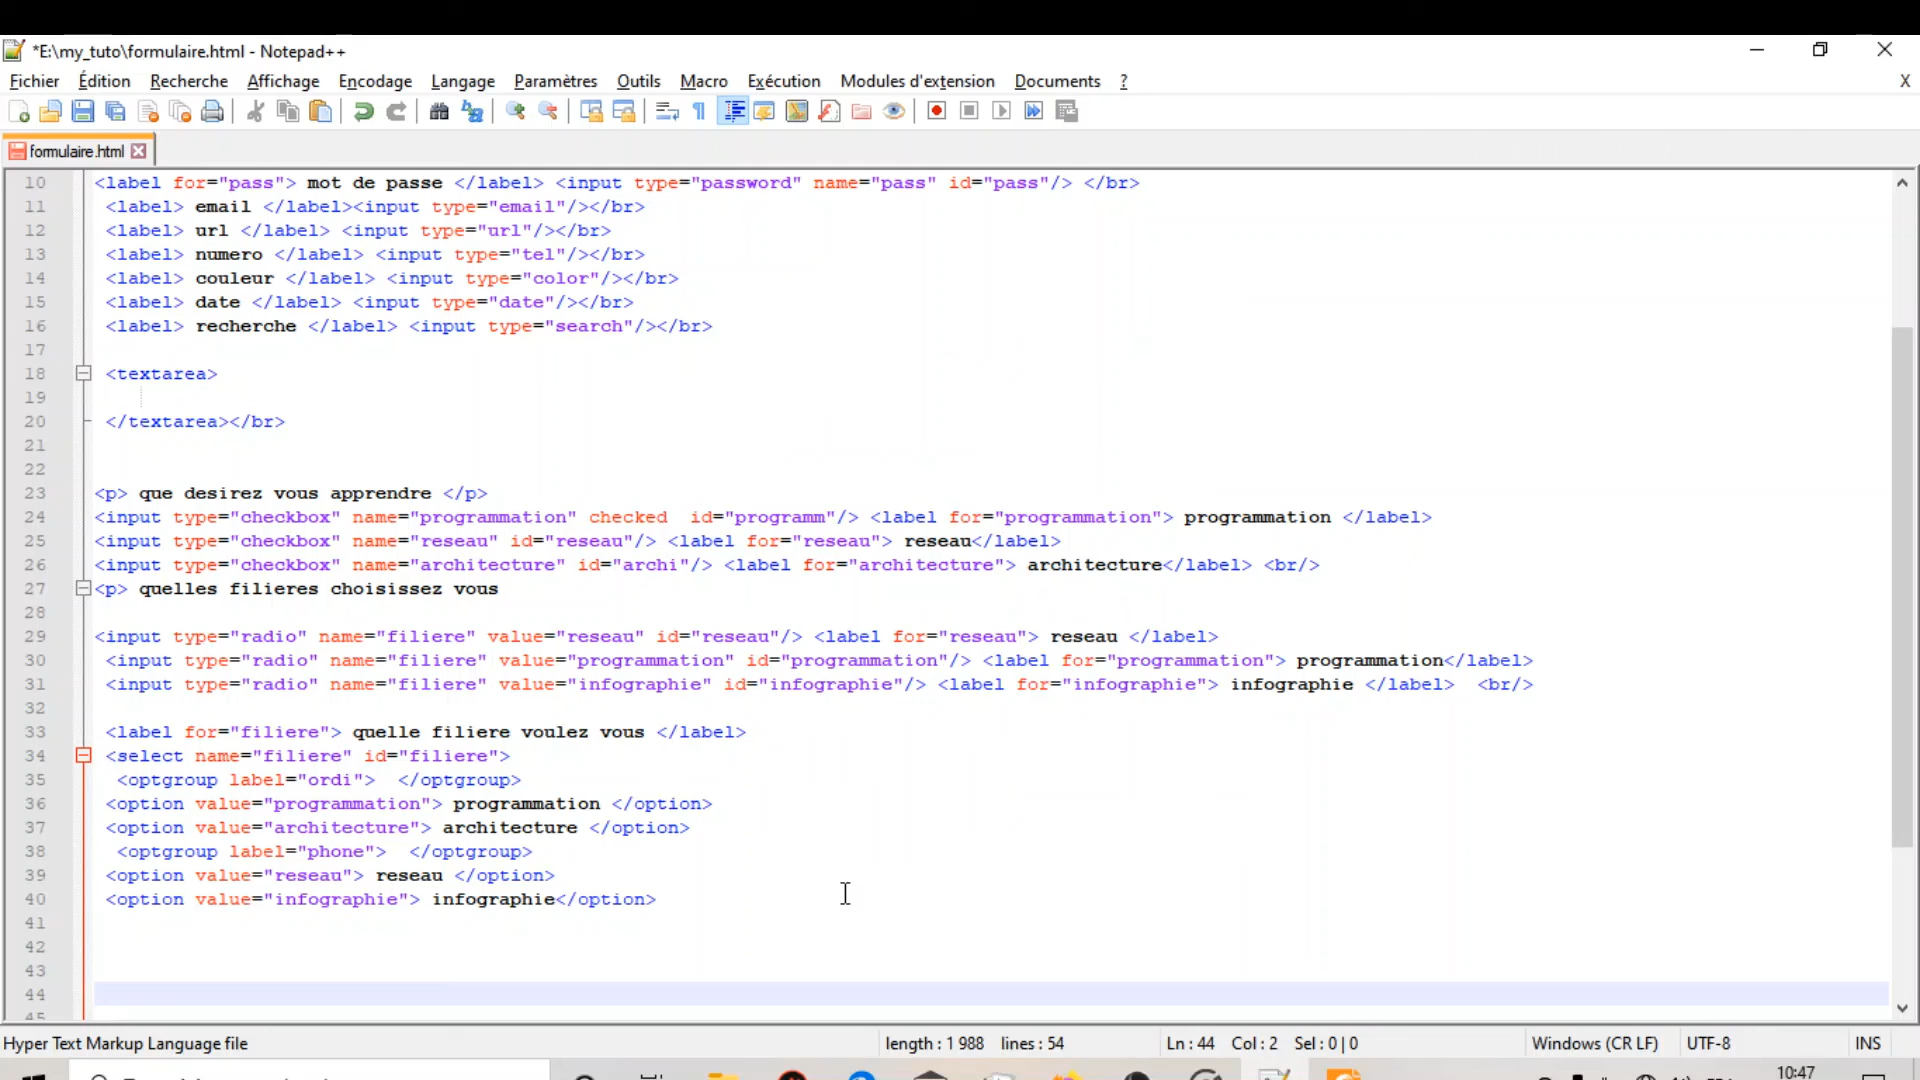 *E:\my_tuto\formulaire.html - Notepad++
Fichier Édition Recherche Affichage Encodage Langage Paramètres Outils Macro Exécution Modules d'extension Documents ? X
formulaire.html
10 <label for="pass"> mot de passe </label> <input type="password" name="pass" id="pass"/> </br>
11 <label> email </label><input type="email"/></br>
12 <label> url </label> <input type="url"/></br>
13 <label> numero </label> <input type="tel"/></br>
14 <label> couleur </label> <input type="color"/></br>
15 <label> date </label> <input type="date"/></br>
16 <label> recherche </label> <input type="search"/></br>
17
18 <textarea>
19
20 </textarea></br>
21
22
23 <p> que desirez vous apprendre </p>
24 <input type="checkbox" name="programmation" checked  id="programm"/> <label for="programmation"> programmation </label>
25 <input type="checkbox" name="reseau" id="reseau"/> <label for="reseau"> reseau</label>
26 <input type="checkbox" name="architecture" id="archi"/> <label for="architecture"> architecture</label> <br/>
27 <p> quelles filieres choisissez vous
28
29 <input type="radio" name="filiere" value="reseau" id="reseau"/> <label for="reseau"> reseau </label>
30 <input type="radio" name="filiere" value="programmation" id="programmation"/> <label for="programmation"> programmation</label>
31 <input type="radio" name="filiere" value="infographie" id="infographie"/> <label for="infographie"> infographie </label>  <br/>
32
33 <label for="filiere"> quelle filiere voulez vous </label>
34 <select name="filiere" id="filiere">
35 <optgroup label="ordi">  </optgroup>
36 <option value="programmation"> programmation </option>
37 <option value="architecture"> architecture </option>
38 <optgroup label="phone">  </optgroup>
39 <option value="reseau"> reseau </option>
40 <option value="infographie"> infographie</option>
41
42
43
44
45
Hyper Text Markup Language file length : 1 988 lines : 54 Ln : 44 Col : 2 Sel : 0 | 0 Windows (CR LF) UTF-8 INS
10:47